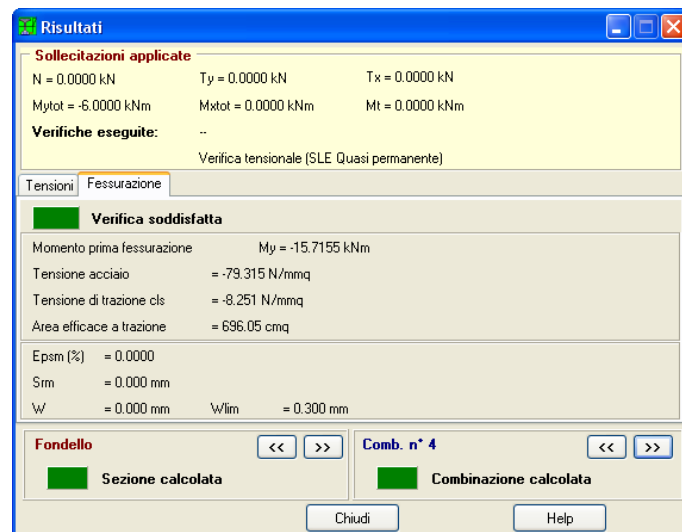 Risultati
Sollecitazioni applicate
N = 0.0000 kN Ty = 0.0000 kN Tx = 0.0000 kN
Mytot = -6.0000 kNm Mxtot = 0.0000 kNm Mt = 0.0000 kNm
Verifiche eseguite: --
Verifica tensionale (SLE Quasi permanente)
Tensioni Fessurazione
Verifica soddisfatta
Momento prima fessurazione My = -15.7155 kNm
Tensione acciaio = -79.315 N/mmq
Tensione di trazione cls = -8.251 N/mmq
Area efficace a trazione = 696.05 cmq
Epsm (%) = 0.0000
Srm = 0.000 mm
W = 0.000 mm Wlim = 0.300 mm
Fondello << >> Comb. n° 4 << >>
Sezione calcolata Combinazione calcolata
Chiudi Help